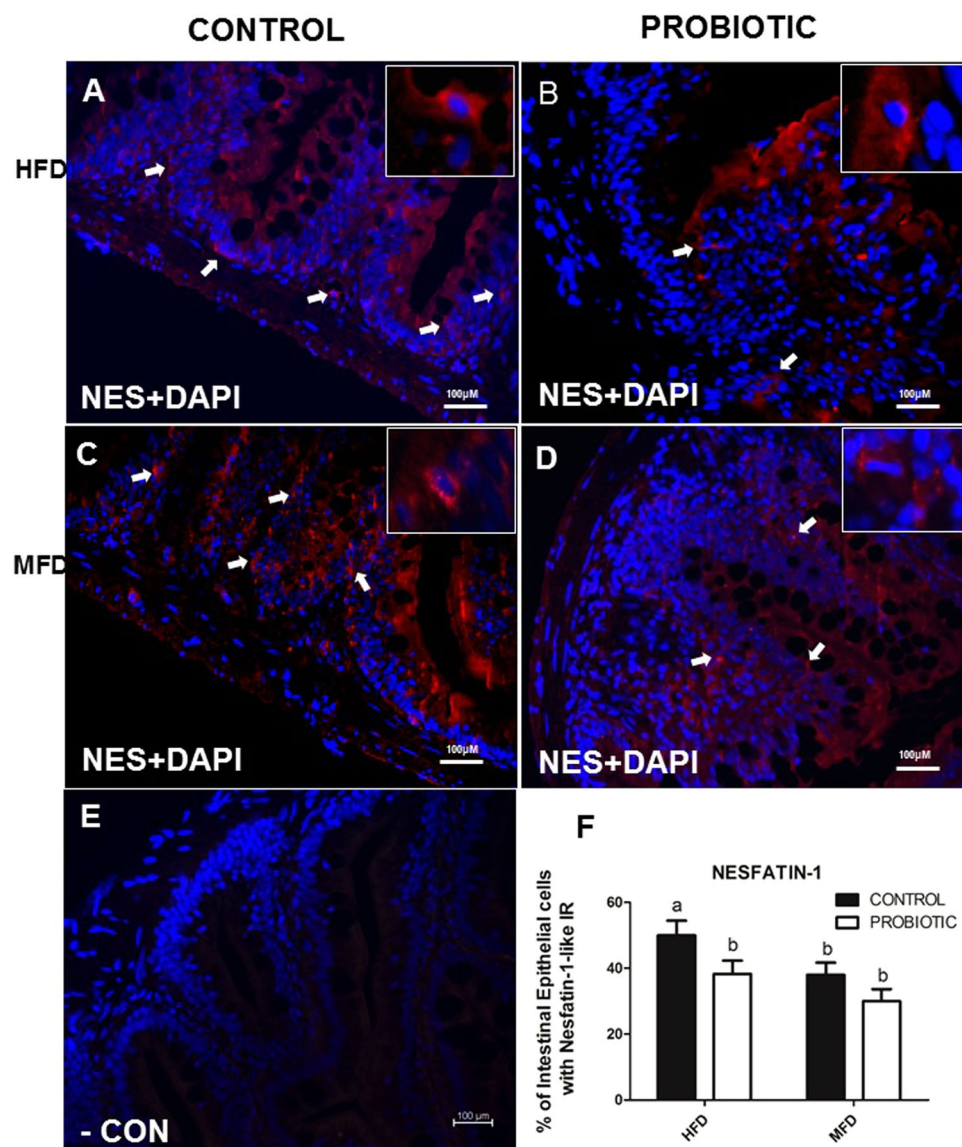 CONTROL PROBIOTIC
A B
HFD
NES+DAPI NES+DAPI
100µM 100µM
C D
MFD
NES+DAPI NES+DAPI
100µM 100µM
E
- CON
100 µm
F
NESFATIN-1
CONTROL
PROBIOTIC
% of Intestinal Epithelial cells
with Nesfatin-1-like IR
60
40
20
0
a b b b
HFD MFD